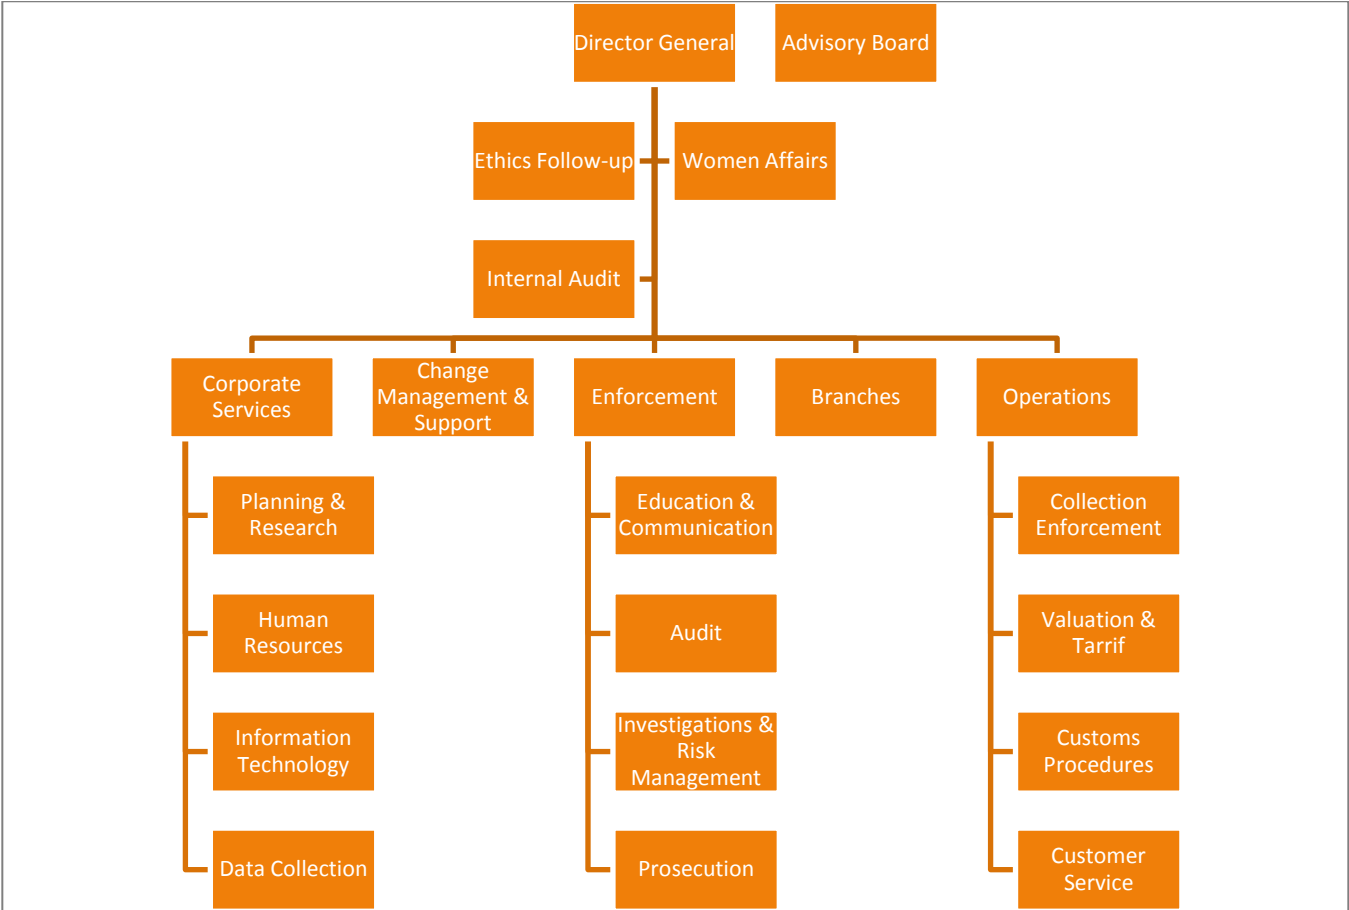 Director General
Advisory Board
Ethics Follow-up
Women Affairs
Internal Audit
Corporate
Services
Change
Management &
Support
Enforcement
Branches
Operations
Planning &
Research
Education &
Communication
Collection
Enforcement
Human
Resources
Audit
Valuation &
Tarrif
Information
Technology
Investigations &
Risk
Management
Customs
Procedures
Data Collection
Prosecution
Customer
Service